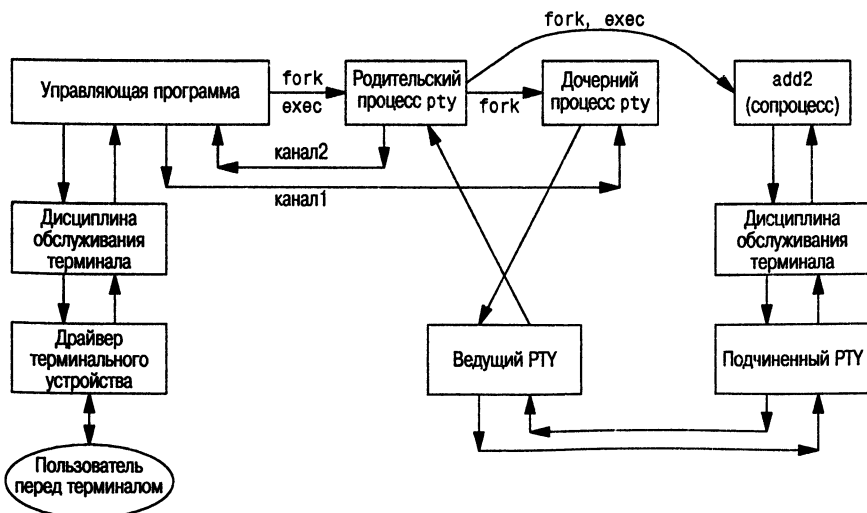 fork, exec
Управляющая программа
fork
exec
Родительский
процесс pty
fork
Дочерний
процесс pty
add2
(сопроцесс)
канал2
канал1
Дисциплина
обслуживания
терминала
Дисциплина
обслуживания
терминала
Драйвер
терминального
устройства
Ведущий PTY
Подчиненный PTY
Пользователь
перед терминалом